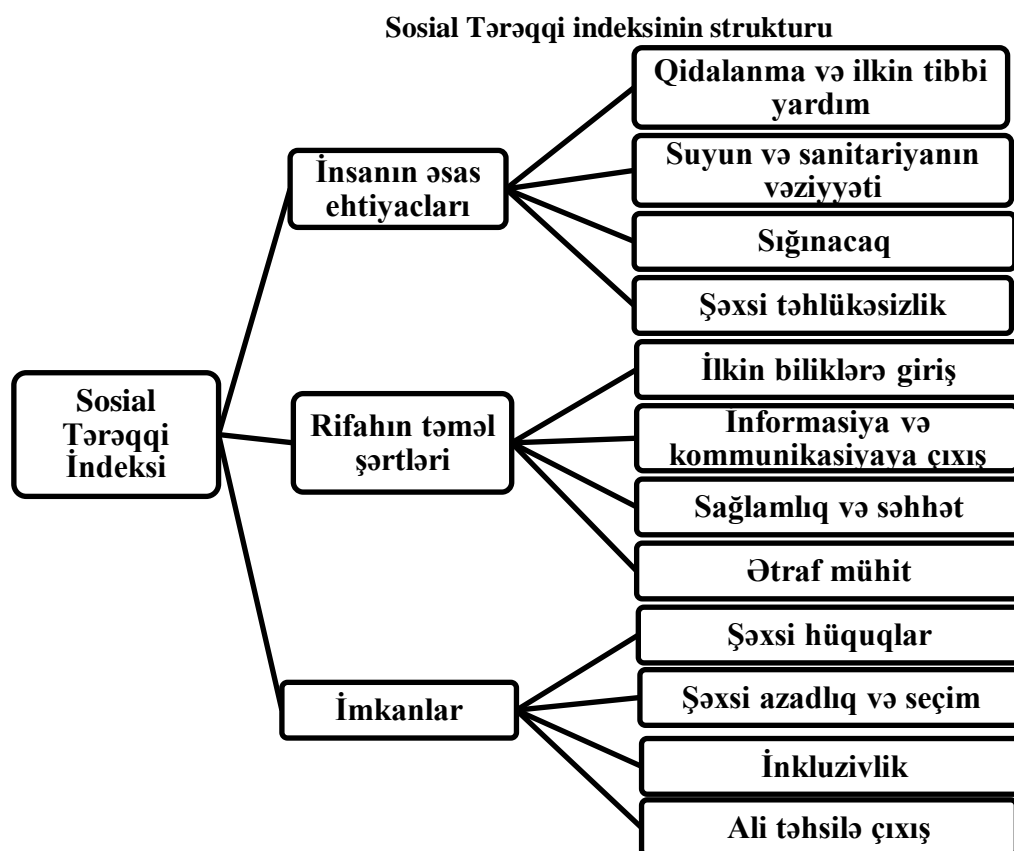 Sosial Tərəqqi indeksinin strukturu
Qidalanma və ilkin tibbi
yardım
Suyun və sanitariyanın
vəziyyəti
Sığınacaq
Şəxsi təhlükəsizlik
İnsanın əsas
ehtiyacları
İlkin biliklərə giriş
İnformasiya və
kommunikasiyaya çıxış
Sağlamlıq və səhhət
Ətraf mühit
Rifahın təməl
şərtləri
Sosial
Tərəqqi
İndeksi
Şəxsi hüquqlar
Şəxsi azadlıq və seçim
İnkluzivlik
Ali təhsilə çıxış
İmkanlar